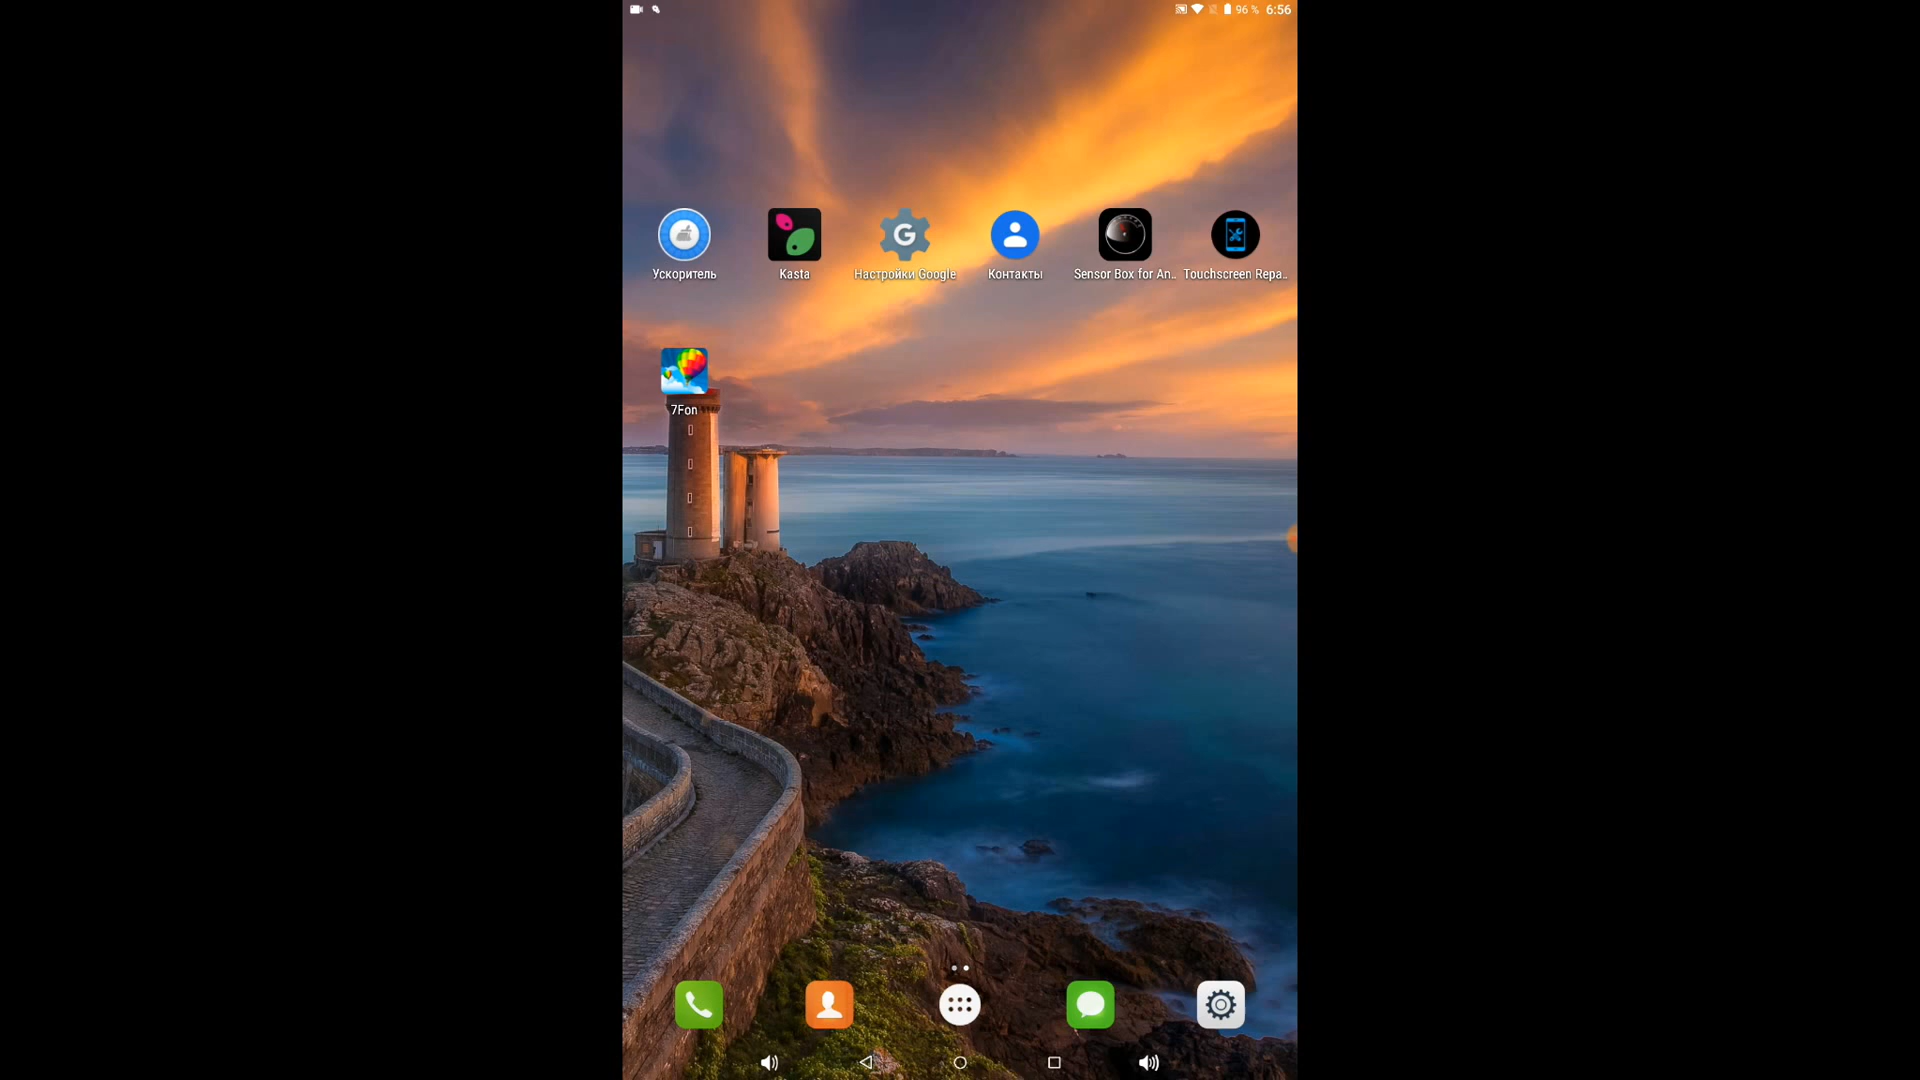 96 % 6:56
Ускоритель
Kasta
Настройки Google
Контакты
Sensor Box for An..
Touchscreen Repa..
7Fon